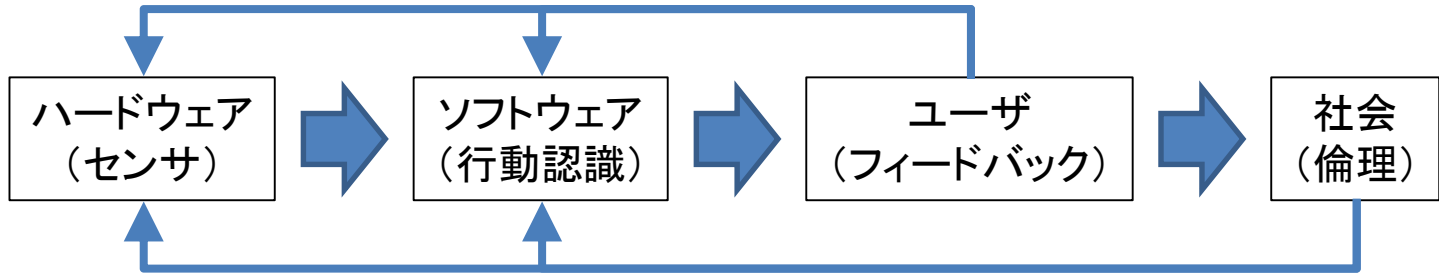 ハードウェア
（センサ）
ソフトウェア
（行動認識）
ユーザ
（フィードバック）
社会
（倫理）